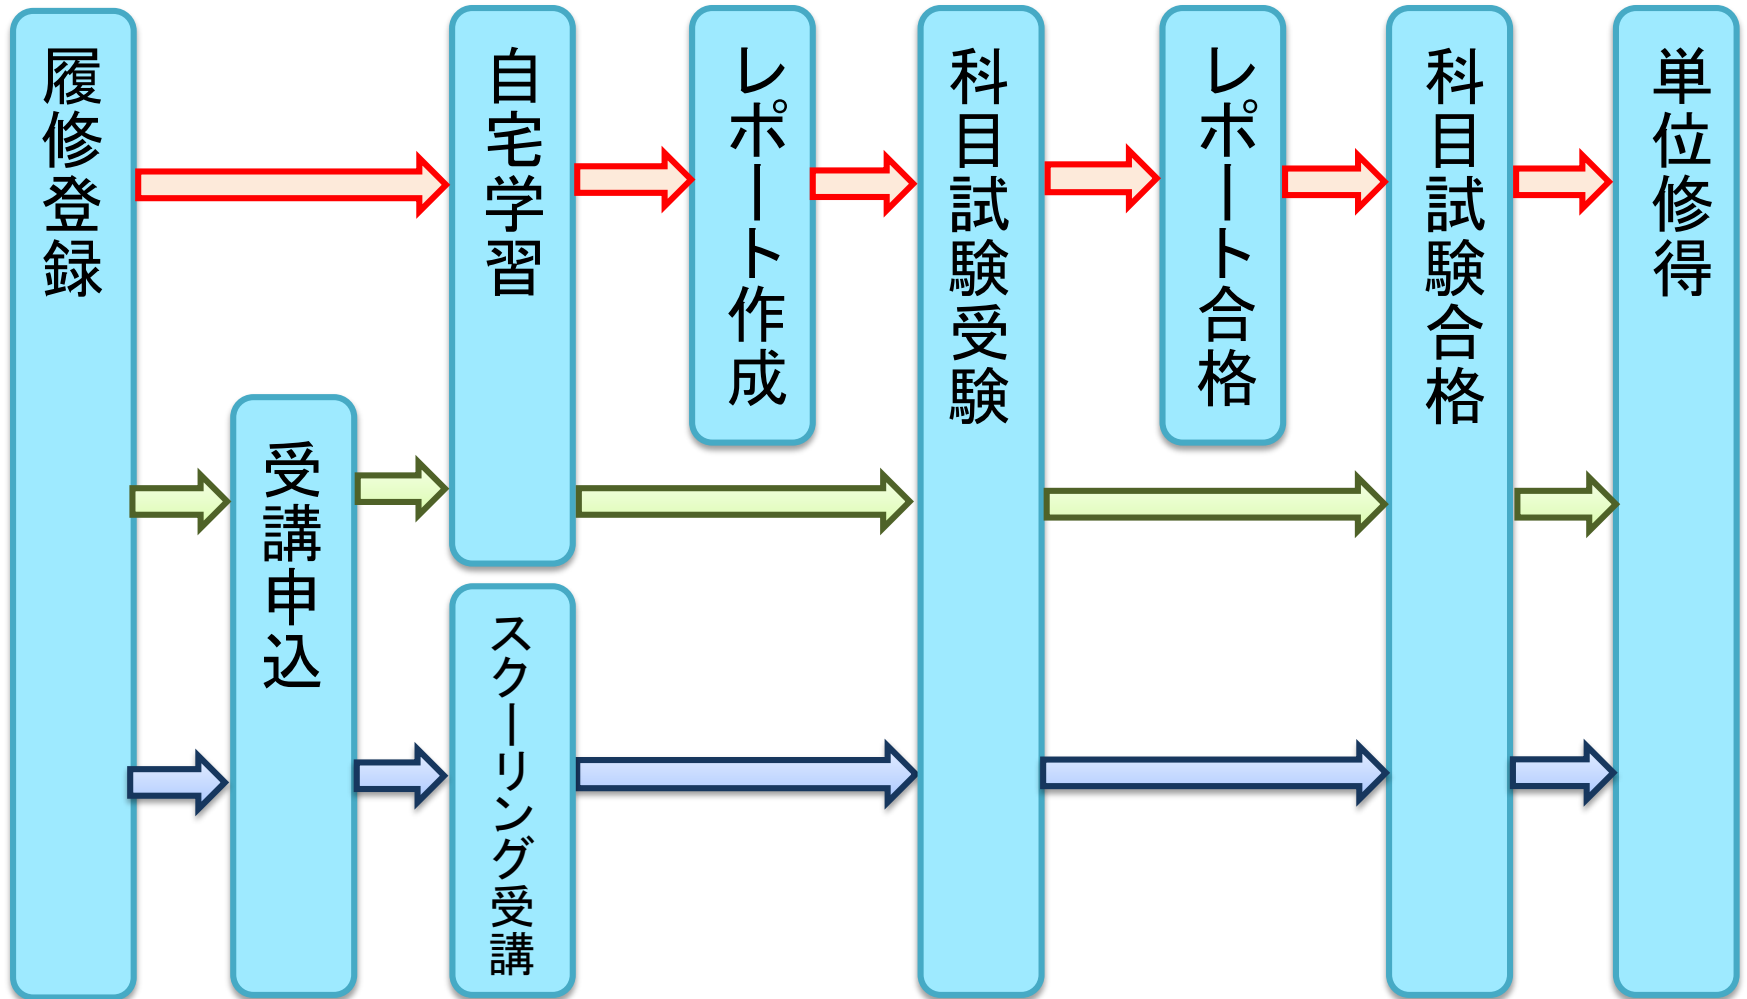 履修登録
受講申込
自宅学習
スクーリング受講
レポート作成
科目試験受験
レポート合格
科目試験合格
単位修得